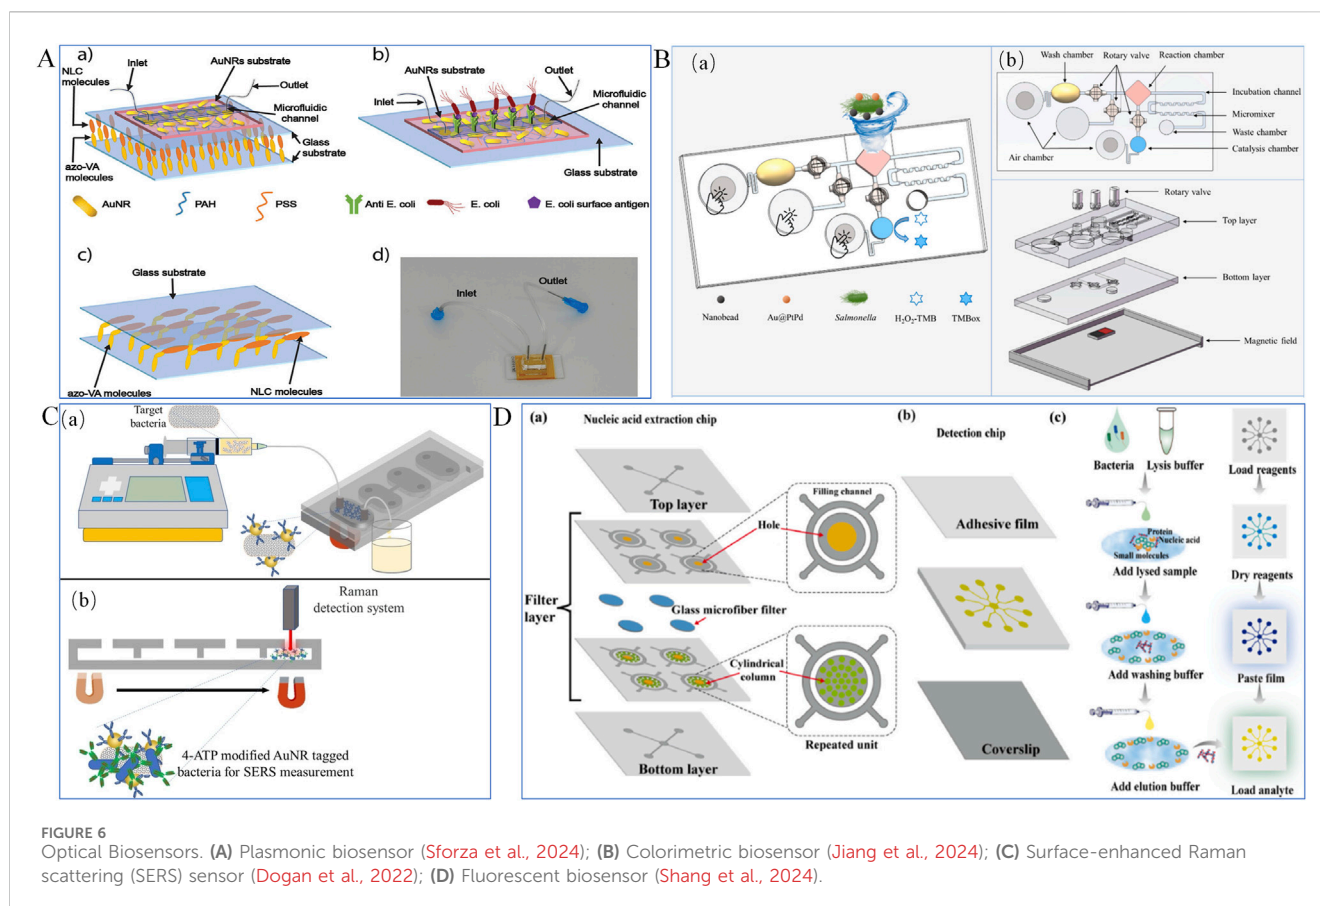 A
a)
NLC
molecules
Inlet
AuNRs substrate
Outlet
Microfluidic
channel
Glass
substrate
azo-VA
molecules
AuNR
PAH
PSS
b)
AuNRs substrate
Outlet
Inlet
Microfluidic
channel
Glass substrate
Anti E. coli
E. coli
E. coli surface antigen
c)
Glass substrate
azo-VA molecules
NLC molecules
d)
Inlet
Outlet
B
(a)
Nanobead
Au@PtPd
Salmonella
H₂O₂-TMB
TMBox
(b)
Wash chamber
Rotary valve
Reaction chamber
Incubation channel
Micromixer
Waste chamber
Catalysis chamber
Air chamber
Rotary valve
Top layer
Bottom layer
Magnetic field
C
(a)
Target
bacteria
(b)
Raman
detection system
4-ATP modified AuNR tagged
bacteria for SERS measurement
D
(a)
Nucleic acid extraction chip
Top layer
Filter
layer
Hole
Filling channel
Glass microfiber filter
Cylindrical
column
Repeated unit
Bottom layer
(b)
Detection chip
Adhesive film
Coverslip
(c)
Bacteria
Lysis buffer
Protein
Nucleic acid
Small molecules
Add lysed sample
Add washing buffer
Add elution buffer
Load reagents
Dry reagents
Paste film
Load analyte
FIGURE 6
Optical Biosensors. (A) Plasmonic biosensor (Sforza et al., 2024); (B) Colorimetric biosensor (Jiang et al., 2024); (C) Surface-enhanced Raman
scattering (SERS) sensor (Dogan et al., 2022); (D) Fluorescent biosensor (Shang et al., 2024).